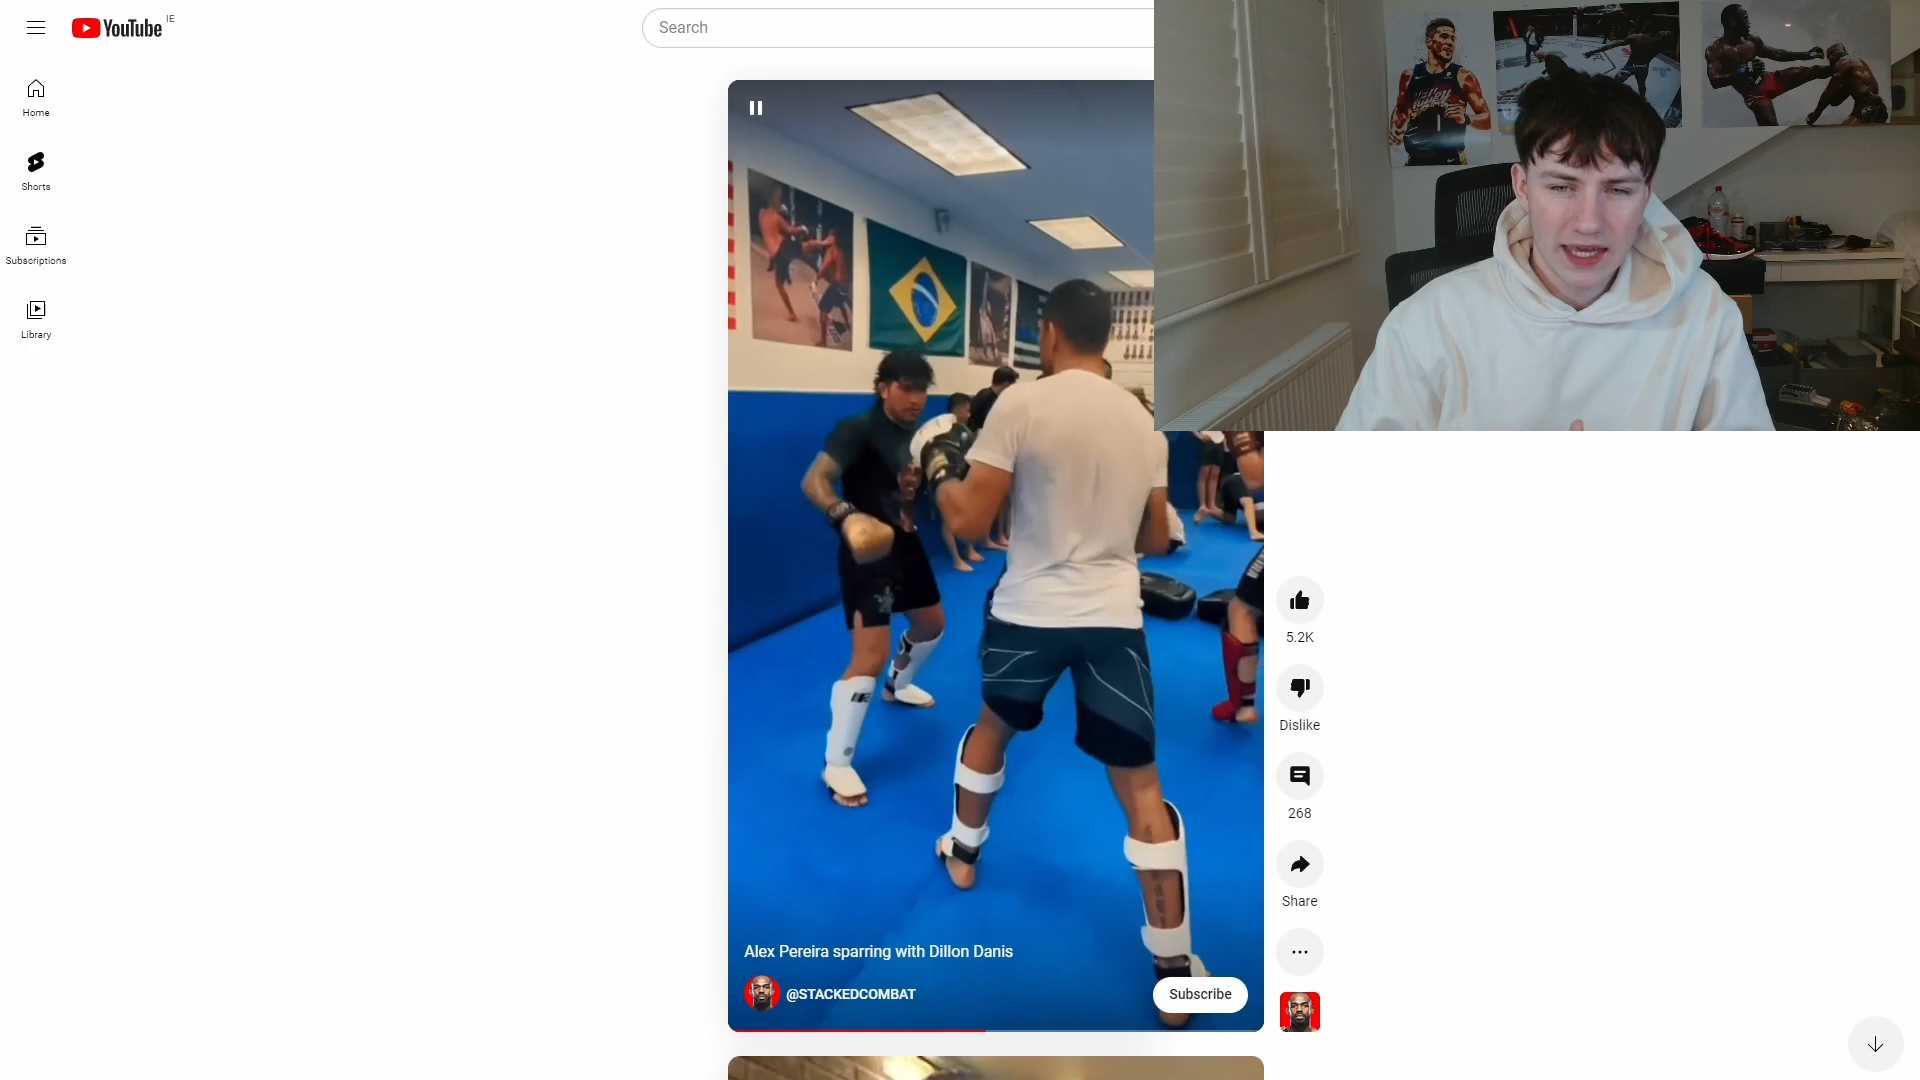 YouTube IE
Search
Home
Shorts
Subscriptions
Library
5.2K
Dislike
268
Share
Alex Pereira sparring with Dillon Danis
@STACKEDCOMBAT
Subscribe